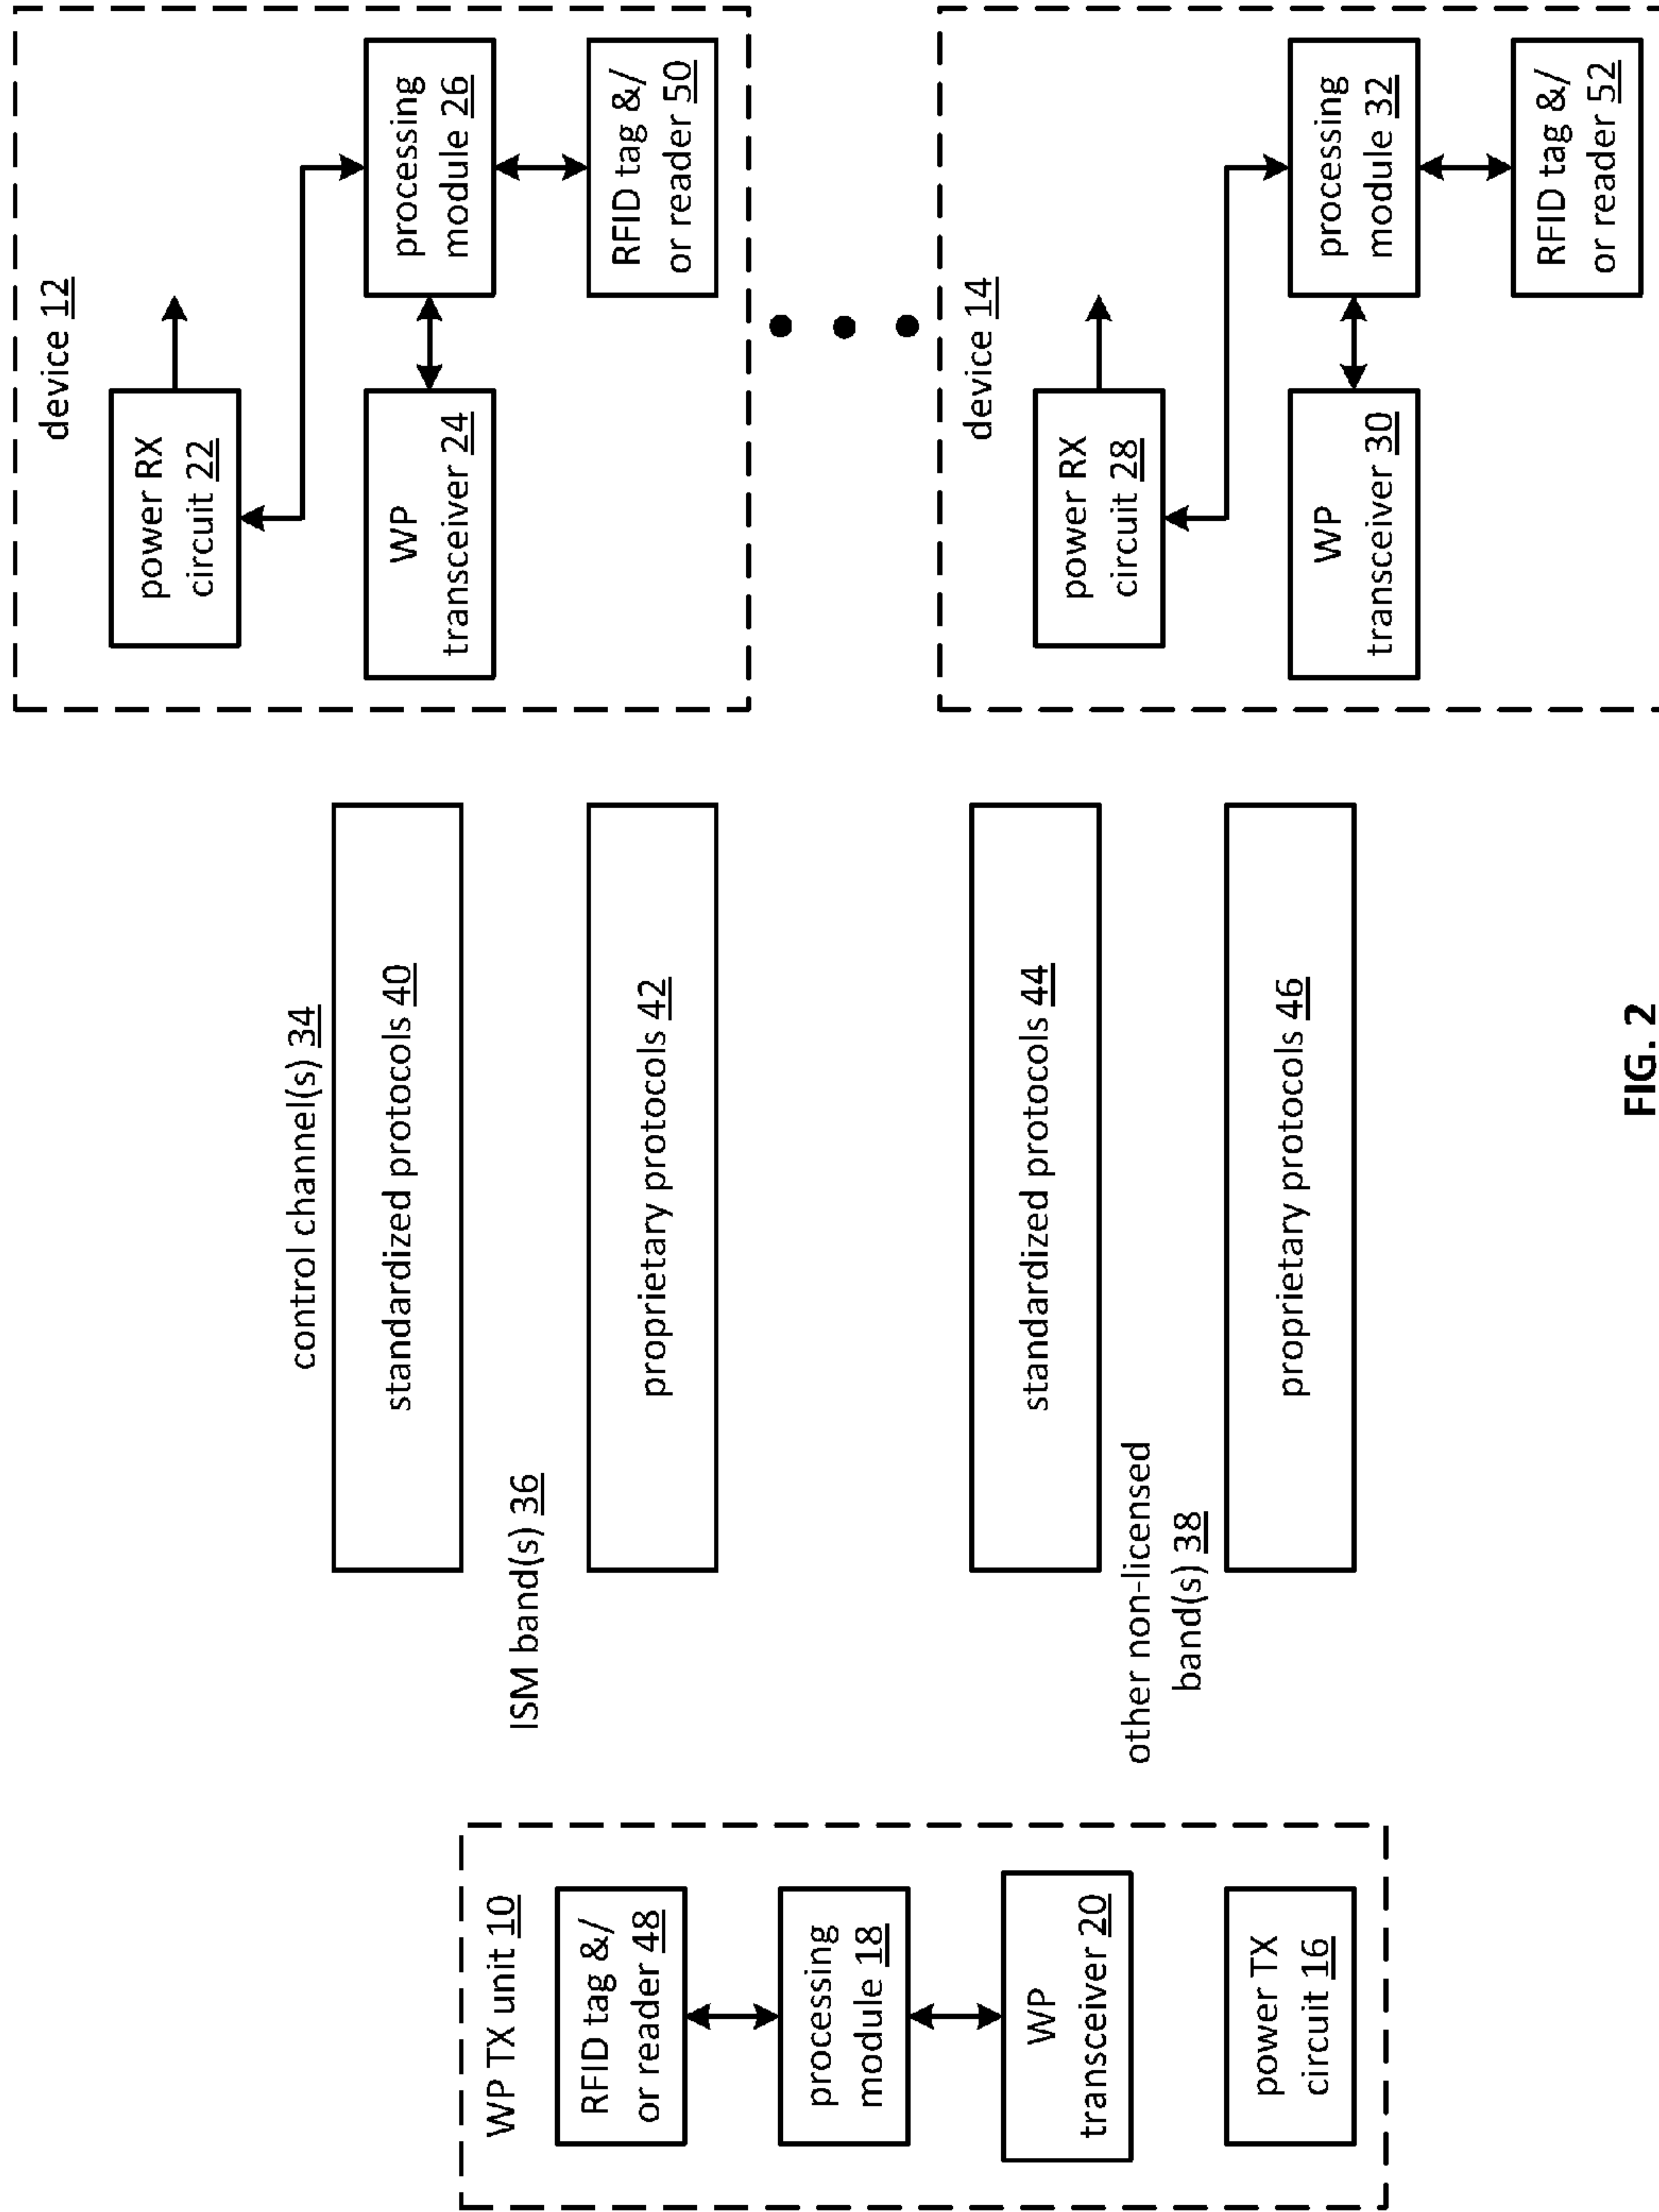 WP TX unit 10
RFID tag &/
or reader 48
processing
module 18
WP
transceiver 20
power TX
circuit 16
control channel(s) 34
standardized protocols 40
ISM band(s) 36
proprietary protocols 42
standardized protocols 44
other non-licensed
band(s) 38
proprietary protocols 46
device 12
power RX
circuit 22
WP
transceiver 24
processing
module 26
RFID tag &/
or reader 50
device 14
power RX
circuit 28
WP
transceiver 30
processing
module 32
RFID tag &/
or reader 52
FIG. 2